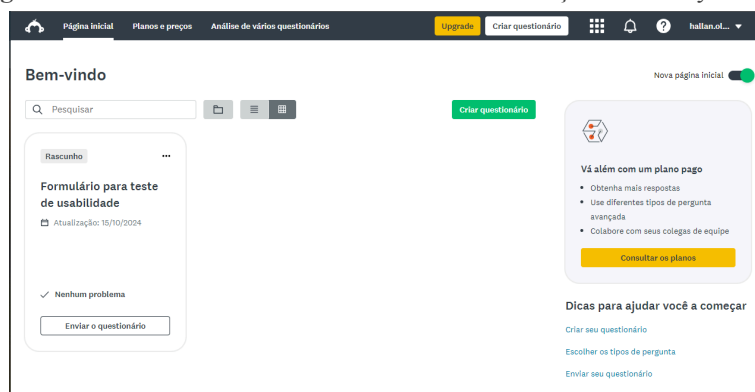 Página inicial
Planos e preços
Análise de vários questionários
Upgrade
Criar questionário
?
hallan.ol...
Bem-vindo
Nova página inicial
Pesquisar
Criar questionário
Rascunho
Formulário para teste
de usabilidade
Atualização: 15/10/2024
Nenhum problema
Enviar o questionário
Vá além com um plano pago
• Obtenha mais respostas
• Use diferentes tipos de pergunta
avançada
• Colabore com seus colegas de equipe
Consultar os planos
Dicas para ajudar você a começar
Criar seu questionário
Escolher os tipos de pergunta
Enviar seu questionário